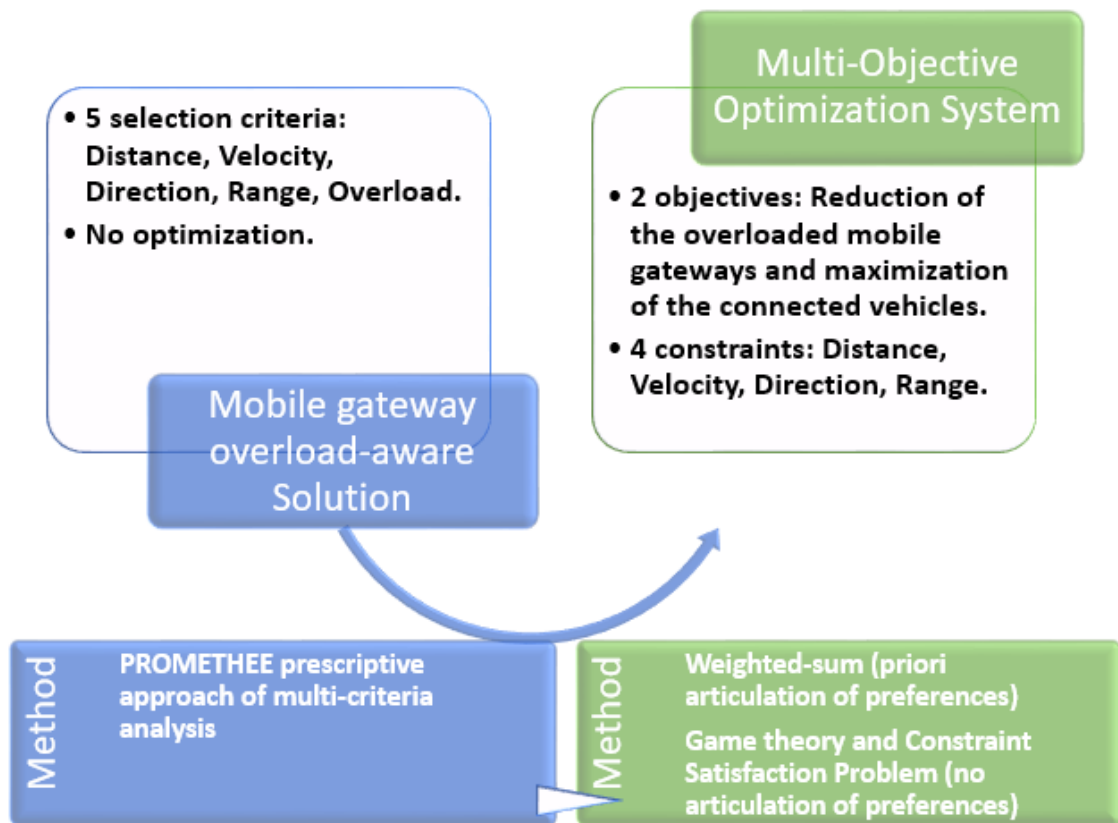 • 5 selection criteria:
Distance, Velocity,
Direction, Range, Overload.
• No optimization.
Mobile gateway
overload-aware
Solution
Multi-Objective
Optimization System
• 2 objectives: Reduction of
the overloaded mobile
gateways and maximization
of the connected vehicles.
• 4 constraints: Distance,
Velocity, Direction, Range.
Method
PROMETHEE prescriptive
approach of multi-criteria
analysis
Method
Weighted-sum (priori
articulation of preferences)
Game theory and Constraint
Satisfaction Problem (no
articulation of preferences)